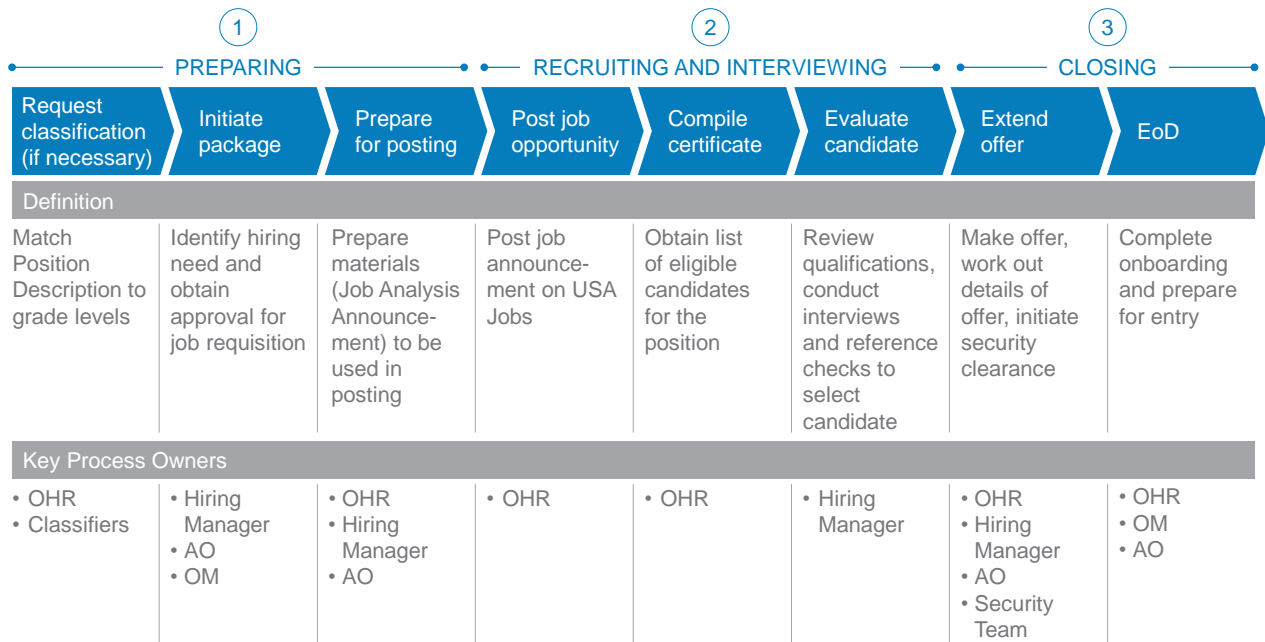 1
2
3
PREPARING
RECRUITING AND INTERVIEWING
CLOSING
Request
classification
(if necessary)
Initiate
package
Prepare
for posting
Post job
opportunity
Compile
certificate
Evaluate
candidate
Extend
offer
EoD
Definition
Match
Position
Description to
grade levels
Identify hiring
need and
obtain
approval for
job requisition
Prepare
materials
(Job Analysis
Announce-
ment) to be
used in
posting
Post job
announce-
ment on USA
Jobs
Obtain list
of eligible
candidates
for the
position
Review
qualifications,
conduct
interviews
and reference
checks to
select
candidate
Make offer,
work out
details of
offer, initiate
security
clearance
Complete
onboarding
and prepare
for entry
Key Process Owners
• OHR
• Classifiers
• Hiring
Manager
• AO
• OM
• OHR
• Hiring
Manager
• AO
• OHR
• OHR
• Hiring
Manager
• OHR
• Hiring
Manager
• AO
• Security
Team
• OHR
• OM
• AO